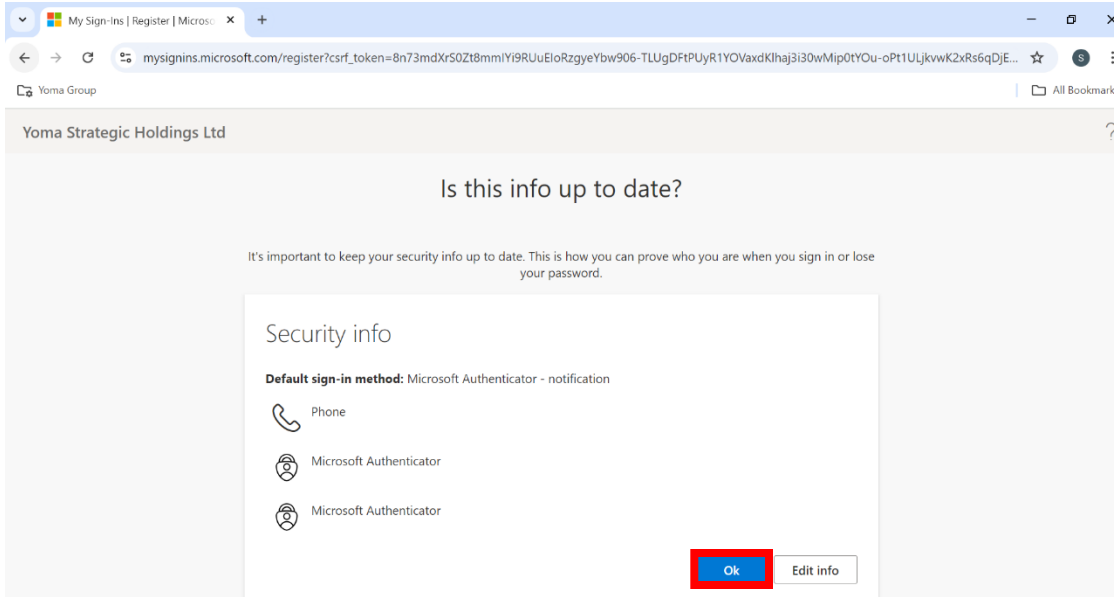 My Sign-Ins | Register | Microso
mysignins.microsoft.com/register?csrf_token=8n73mdXrS0Zt8mmIYi9RUuEIoRzgyeYbw906-TLUgDFtPUyR1YOVaxdKlhaj3i30wMip0tYOu-oPt1ULjkvwK2xRs6qDjE...
S
Yoma Group
All Bookmark
Yoma Strategic Holdings Ltd
?
Is this info up to date?
It's important to keep your security info up to date. This is how you can prove who you are when you sign in or lose
your password.
Security info
Default sign-in method: Microsoft Authenticator - notification
Phone
Microsoft Authenticator
Microsoft Authenticator
Ok
Edit info